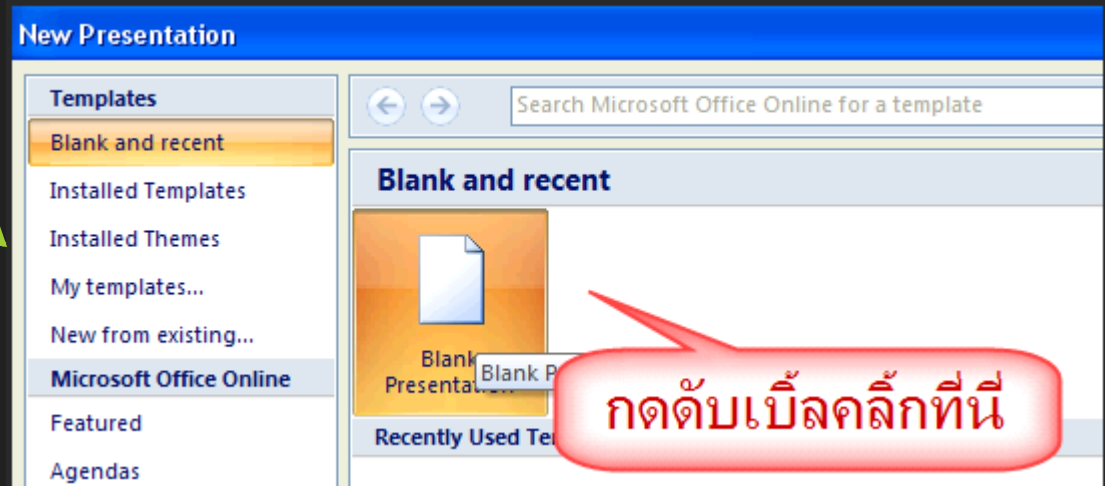 New Presentation
Templates
Blank and recent
Installed Templates
Installed Themes
My templates...
New from existing...
Microsoft Office Online
Featured
Agendas
Search Microsoft Office Online for a template
Blank and recent
Blank
Blank P
กดดับเบิ้ลคลิ้กที่นี่
Recently Used